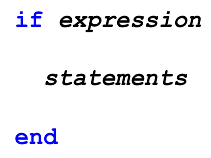 if expression
statements
end